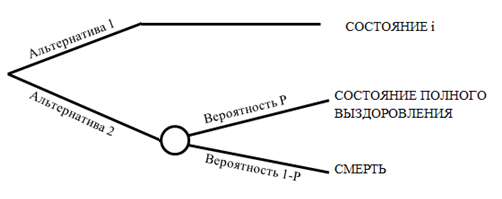 Альтернатива 1
СОСТОЯНИЕ i
Альтернатива 2
Вероятность P
СОСТОЯНИЕ ПОЛНОГО
ВЫЗДОРОВЛЕНИЯ
Вероятность 1-P
СМЕРТЬ